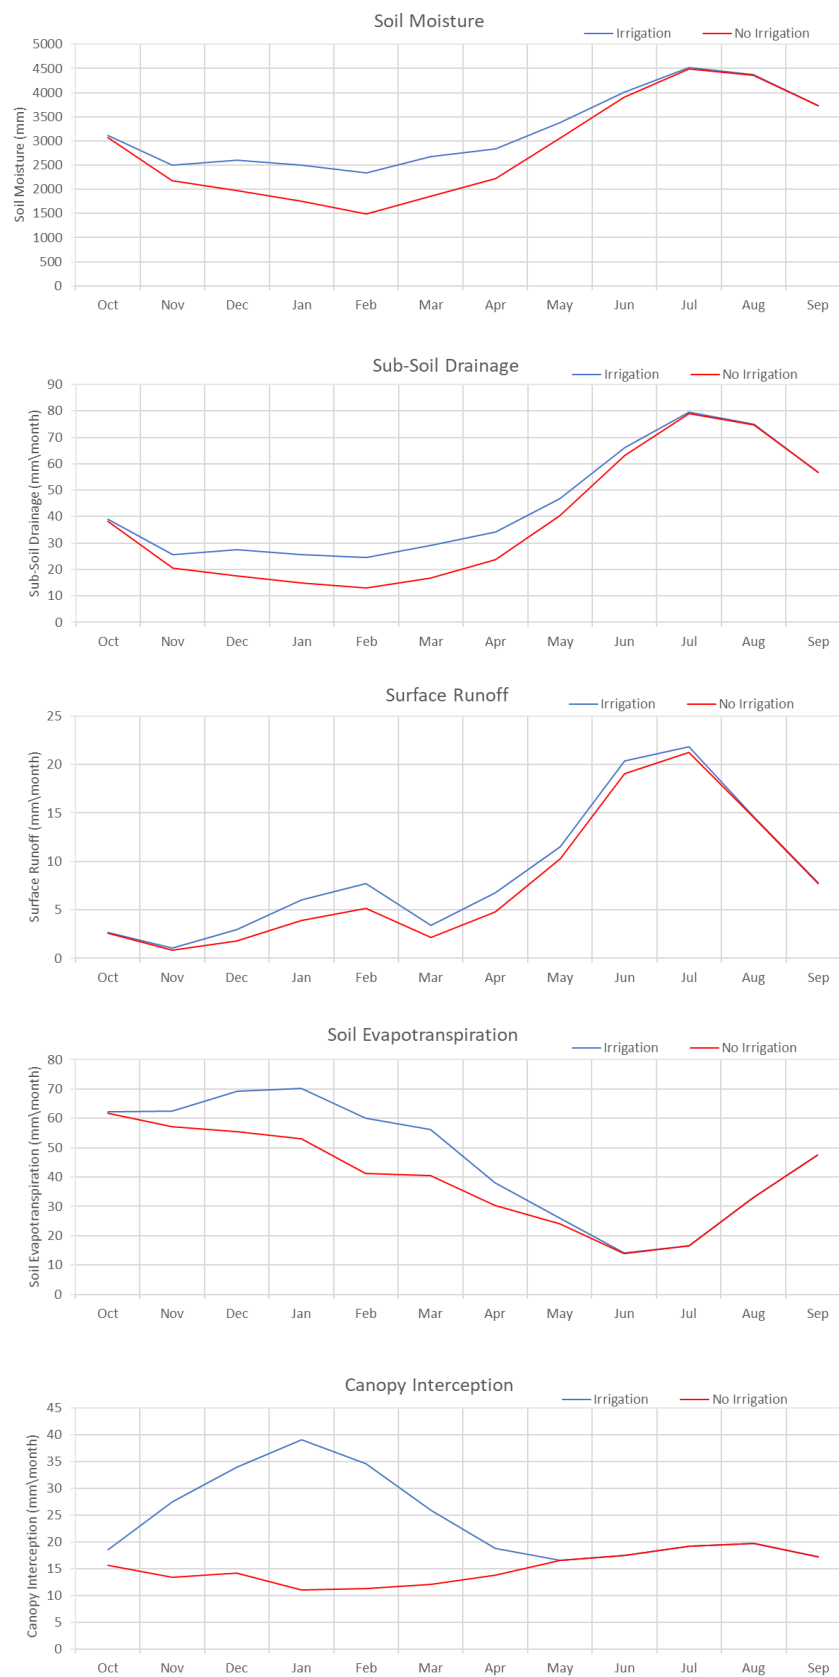 Soil Moisture
Irrigation No Irrigation
Soil Moisture (mm)
5000
4500
4000
3500
3000
2500
2000
1500
1000
500
0
Oct Nov Dec Jan Feb Mar Apr May Jun Jul Aug Sep
Sub-Soil Drainage
Irrigation No Irrigation
Sub-Soil Drainage (mm\month)
90
80
70
60
50
40
30
20
10
0
Oct Nov Dec Jan Feb Mar Apr May Jun Jul Aug Sep
Surface Runoff
Irrigation No Irrigation
Surface Runoff (mm\month)
25
20
15
10
5
0
Oct Nov Dec Jan Feb Mar Apr May Jun Jul Aug Sep
Soil Evapotranspiration
Irrigation No Irrigation
Soil Evapotranspiration (mm\month)
80
70
60
50
40
30
20
10
0
Oct Nov Dec Jan Feb Mar Apr May Jun Jul Aug Sep
Canopy Interception
Irrigation No Irrigation
Canopy Interception (mm\month)
45
40
35
30
25
20
15
10
5
0
Oct Nov Dec Jan Feb Mar Apr May Jun Jul Aug Sep